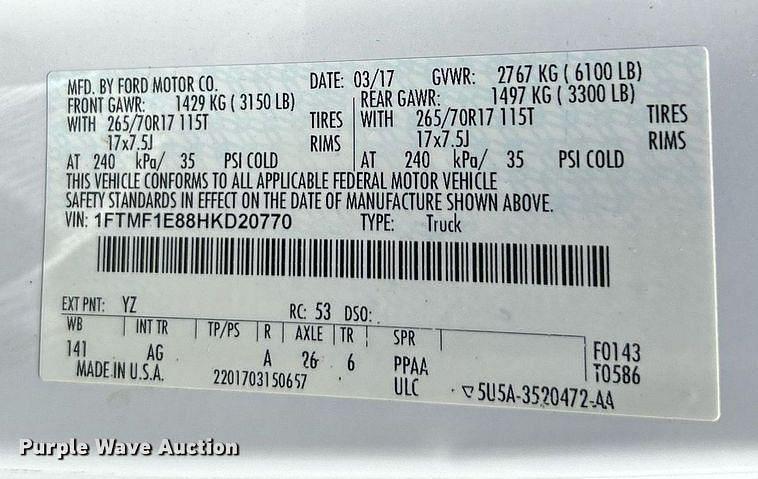 MFD. BY FORD MOTOR CO. DATE: 03/17 GVWR: 2767 KG ( 6100 LB)
FRONT GAWR: 1429 KG ( 3150 LB) REAR GAWR: 1497 KG ( 3300 LB)
WITH 265/70R17 115T TIRES WITH 265/70R17 115T TIRES
17x7.5J RIMS 17x7.5J RIMS
AT 240 kPa/ 35 PSI COLD AT 240 kPa/ 35 PSI COLD
THIS VEHICLE CONFORMS TO ALL APPLICABLE FEDERAL MOTOR VEHICLE
SAFETY STANDARDS IN EFFECT ON THE DATE OF MANUFACTURE SHOWN ABOVE.
VIN: 1FTMF1E88HKD20770 TYPE: Truck
EXT PNT: YZ RC: 53 DSO:
WB INT TR TP/PS R AXLE TR SPR
141 AG A 26 6 PPAA F0143
MADE IN U.S.A. 2201703150657 ULC T0586
5U5A-3520472-AA
Purple Wave Auction